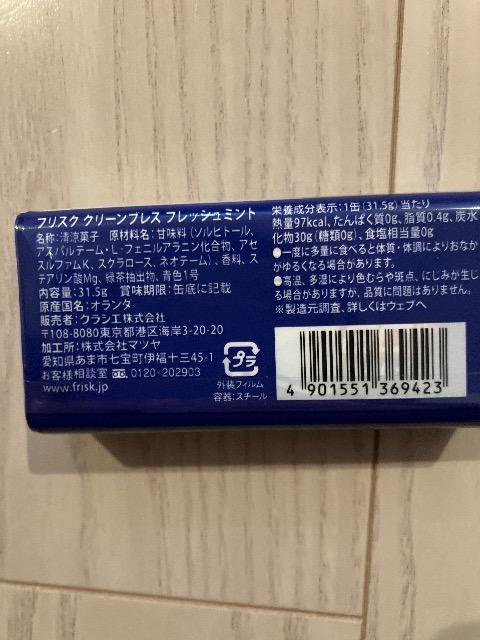 フリスク クリーンブレス フレッシュミント
名称:清涼菓子 原材料名:甘味料(ソルビトール、
アスパルテーム・L-フェニルアラニン化合物、アセ
スルファムK、スクラロース、ネオテーム)、香料、ス
テアリン酸Mg、緑茶抽出物、青色1号
内容量:31.5g 賞味期限:缶底に記載
原産国名:オランダ
販売者:クラシエ株式会社
〒108-8080東京都港区海岸3-20-20
加工所:株式会社マツヤ
愛知県あま市七宝町伊福十三45-1
お客様相談室 0120-202903
www.frisk.jp
栄養成分表示:1缶(31.5g)当たり
熱量97kcal、たんぱく質0g、脂質0.4g、炭水
化物30g(糖類0g)、食塩相当量0g
●一度に多量に食べると体質・体調によりおなか
がゆるくなる場合があります。
●高温、多湿により色むらや斑点、にじみが生じ
る場合がありますが、品質に問題はありません。
※製造元調査、詳しくはウェブへ
プラ
外装フィルム
容器:スチール
4 901551 369423